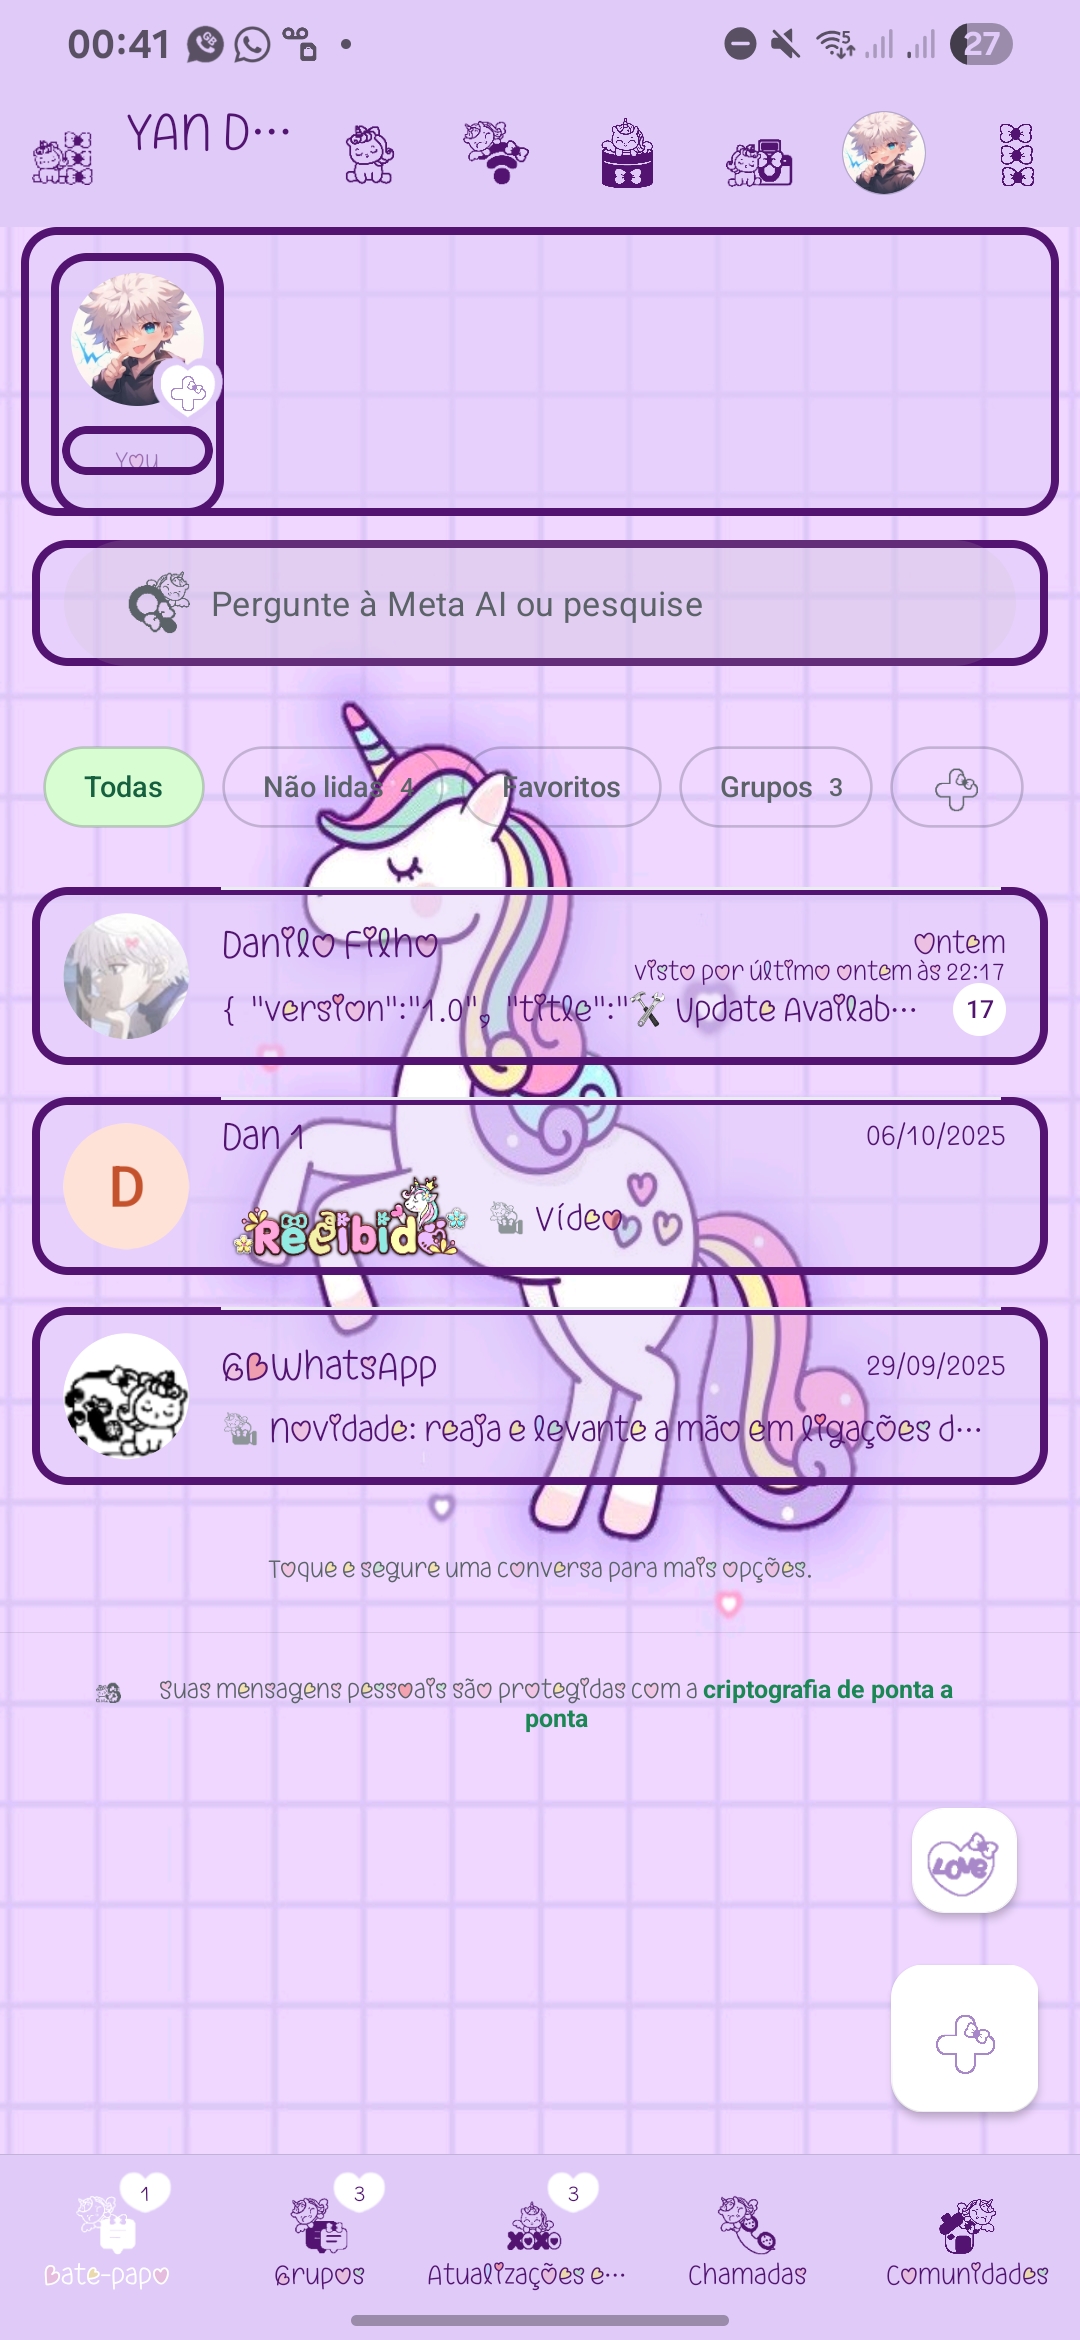 00:41
27
YAN D...
You
Pergunte à Meta AI ou pesquise
Todas
Não lidas 4
Favoritos
Grupos 3
Danilo Filho
Ontem
visto por último ontem às 22:17
{ "version":"1.0", "title":"🛠 Update Availab...
17
D
Dan 1
06/10/2025
Recibido
Vídeo
GBWhatsApp
29/09/2025
Novidade: reaja e levante a mão em ligações d...
Toque e segure uma conversa para mais opções.
Suas mensagens pessoais são protegidas com a criptografia de ponta a
ponta
LOVE
1
3
3
XOXO
Bate-papo
Grupos
Atualizações e...
Chamadas
Comunidades